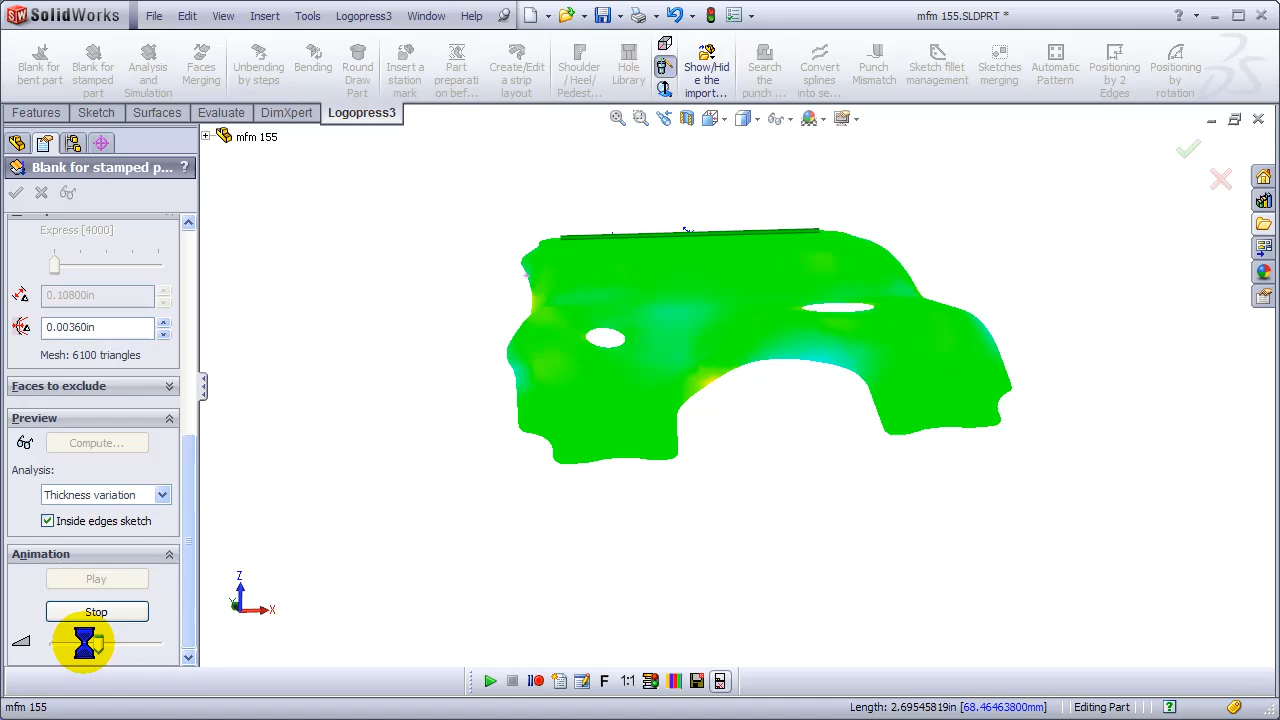 SolidWorks File Edit View Insert Tools Logopress3 Window Help mfm 155.SLDPRT *
Blank for bent part
Blank for stamped part
Analysis and Simulation
Faces Merging
Unbending by steps
Bending
Round Draw Part
Insert a station mark
Part preparati on bef...
Create/Edit a strip layout
Shoulder / Heel/ Pedest...
Hole Library
Show/Hid e the import...
Search the punch ...
Convert splines into se...
Punch Mismatch
Sketch fillet management
Sketches merging
Automatic Pattern
Positioning by 2 Edges
Positioning by rotation
Features Sketch Surfaces Evaluate DimXpert Logopress3
mfm 155
Blank for stamped p... ?
Express [4000]
0.10800in
0.00360in
Mesh: 6100 triangles
Faces to exclude
Preview
Compute...
Analysis:
Thickness variation
Inside edges sketch
Animation
Play
Stop
Z
Y
X
F 1:1
mfm 155 Length: 2.69545819in [68.46463800mm] Editing Part ?